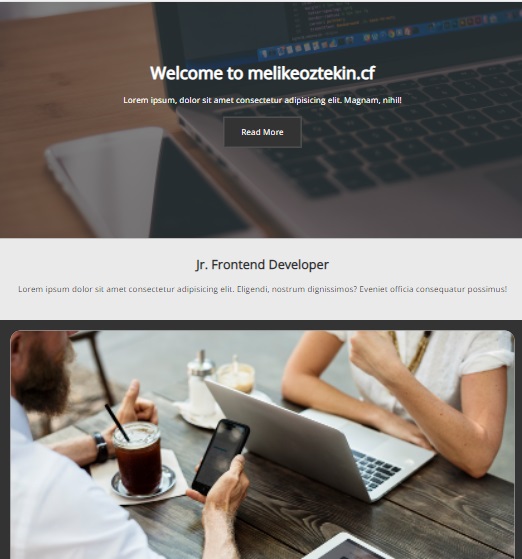 Welcome to melikeoztekin.cf
Lorem ipsum, dolor sit amet consectetur adipisicing elit. Magnam, nihil!
Read More
Jr. Frontend Developer
Lorem ipsum dolor sit amet consectetur adipisicing elit. Eligendi, nostrum dignissimos? Eveniet officia consequatur possimus!